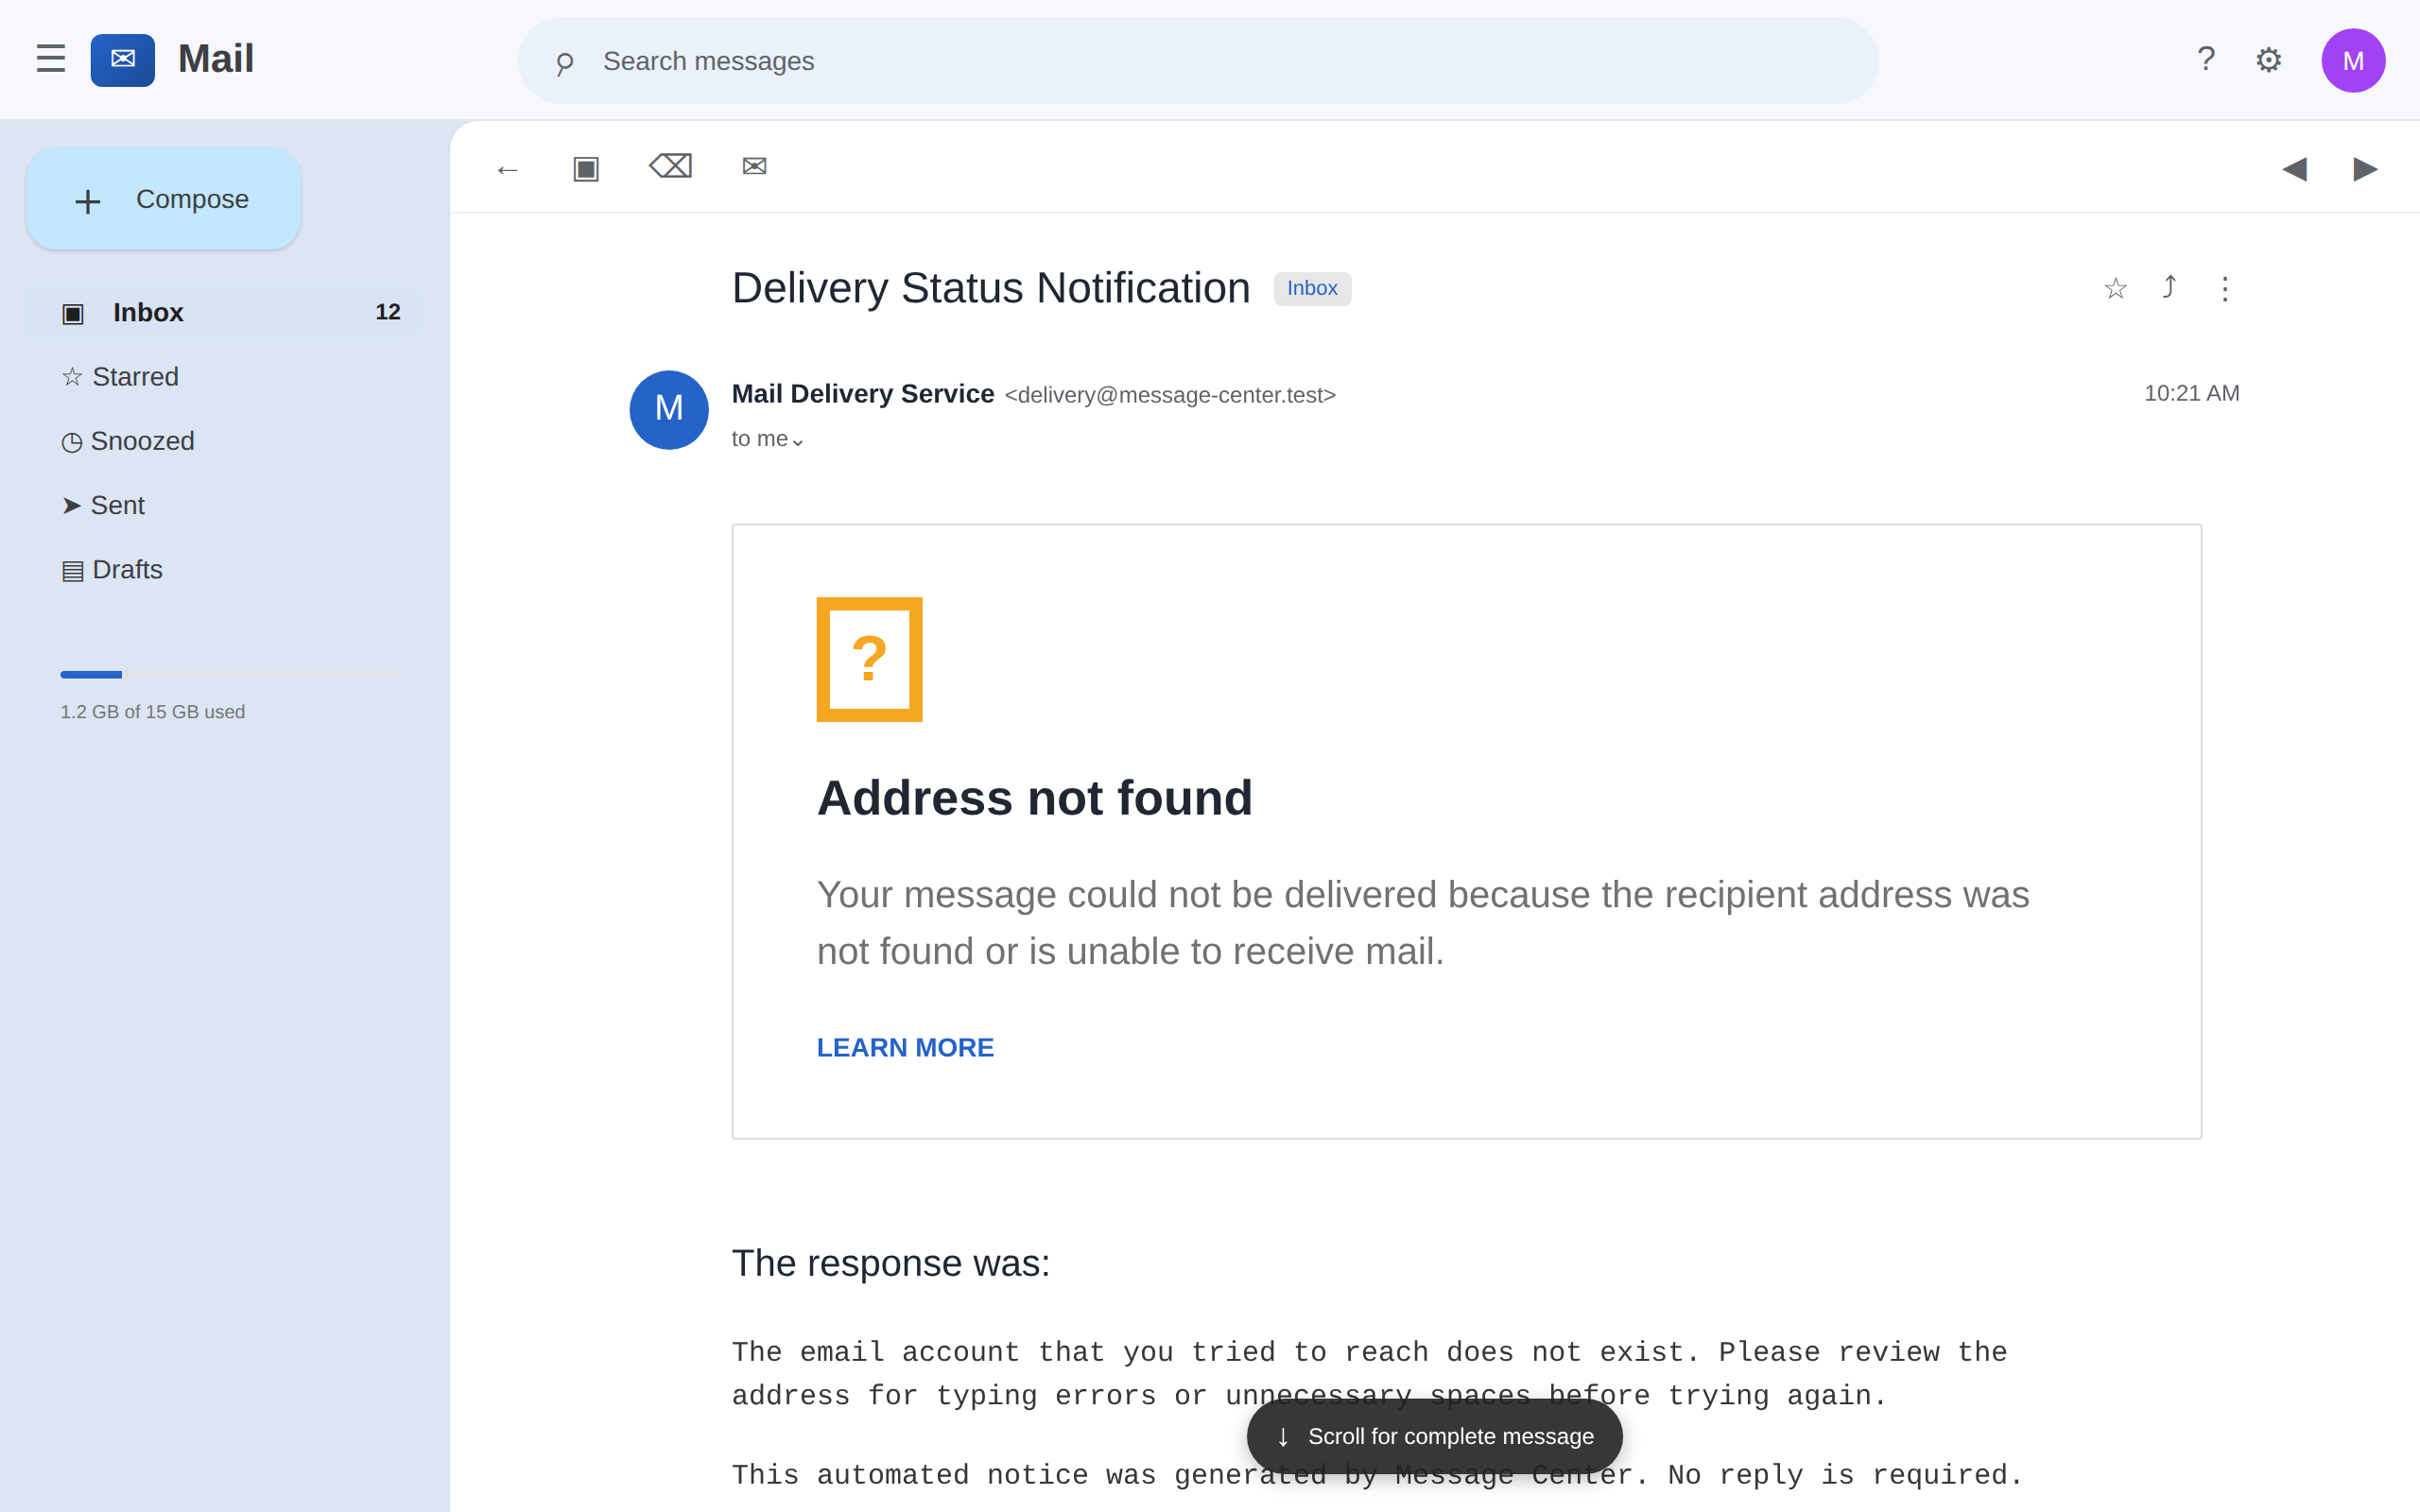 Mail
Search messages
?
M
Compose
Inbox 12
Starred
Snoozed
Sent
Drafts
1.2 GB of 15 GB used
Delivery Status Notification Inbox
M
Mail Delivery Service <delivery@message-center.test> 10:21 AM
to me
?
Address not found
Your message could not be delivered because the recipient address was
not found or is unable to receive mail.
LEARN MORE
The response was:
The email account that you tried to reach does not exist. Please review the
address for typing errors or unnecessary spaces before trying again.
Scroll for complete message
This automated notice was generated by Message Center. No reply is required.